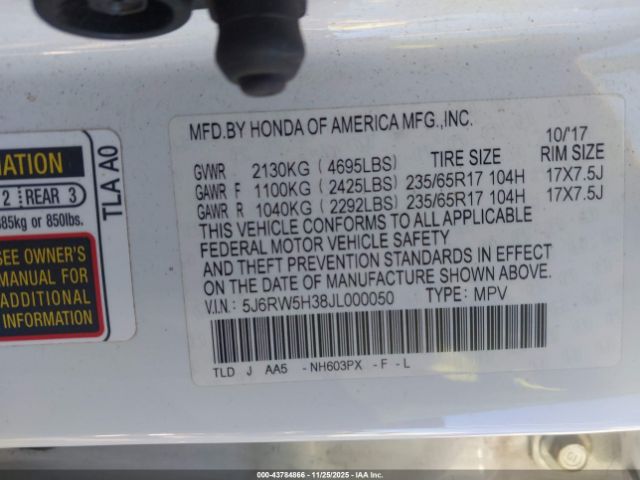 MATION
2 REAR 3
385kg or 850lbs.
SEE OWNER'S
MANUAL FOR
ADDITIONAL
INFORMATION
TLA A0
MFD.BY HONDA OF AMERICA MFG.,INC. 10/'17
GVWR 2130KG (4695LBS) TIRE SIZE RIM SIZE
GAWR F 1100KG (2425LBS) 235/65R17 104H 17X7.5J
GAWR R 1040KG (2292LBS) 235/65R17 104H 17X7.5J
THIS VEHICLE CONFORMS TO ALL APPLICABLE
FEDERAL MOTOR VEHICLE SAFETY
AND THEFT PREVENTION STANDARDS IN EFFECT
ON THE DATE OF MANUFACTURE SHOWN ABOVE.
V.I.N.: 5J6RW5H38JL000050 TYPE: MPV
TLD J AA5 -NH603PX -F -L
000-43784866 - 11/25/2025 - IAAI.COM